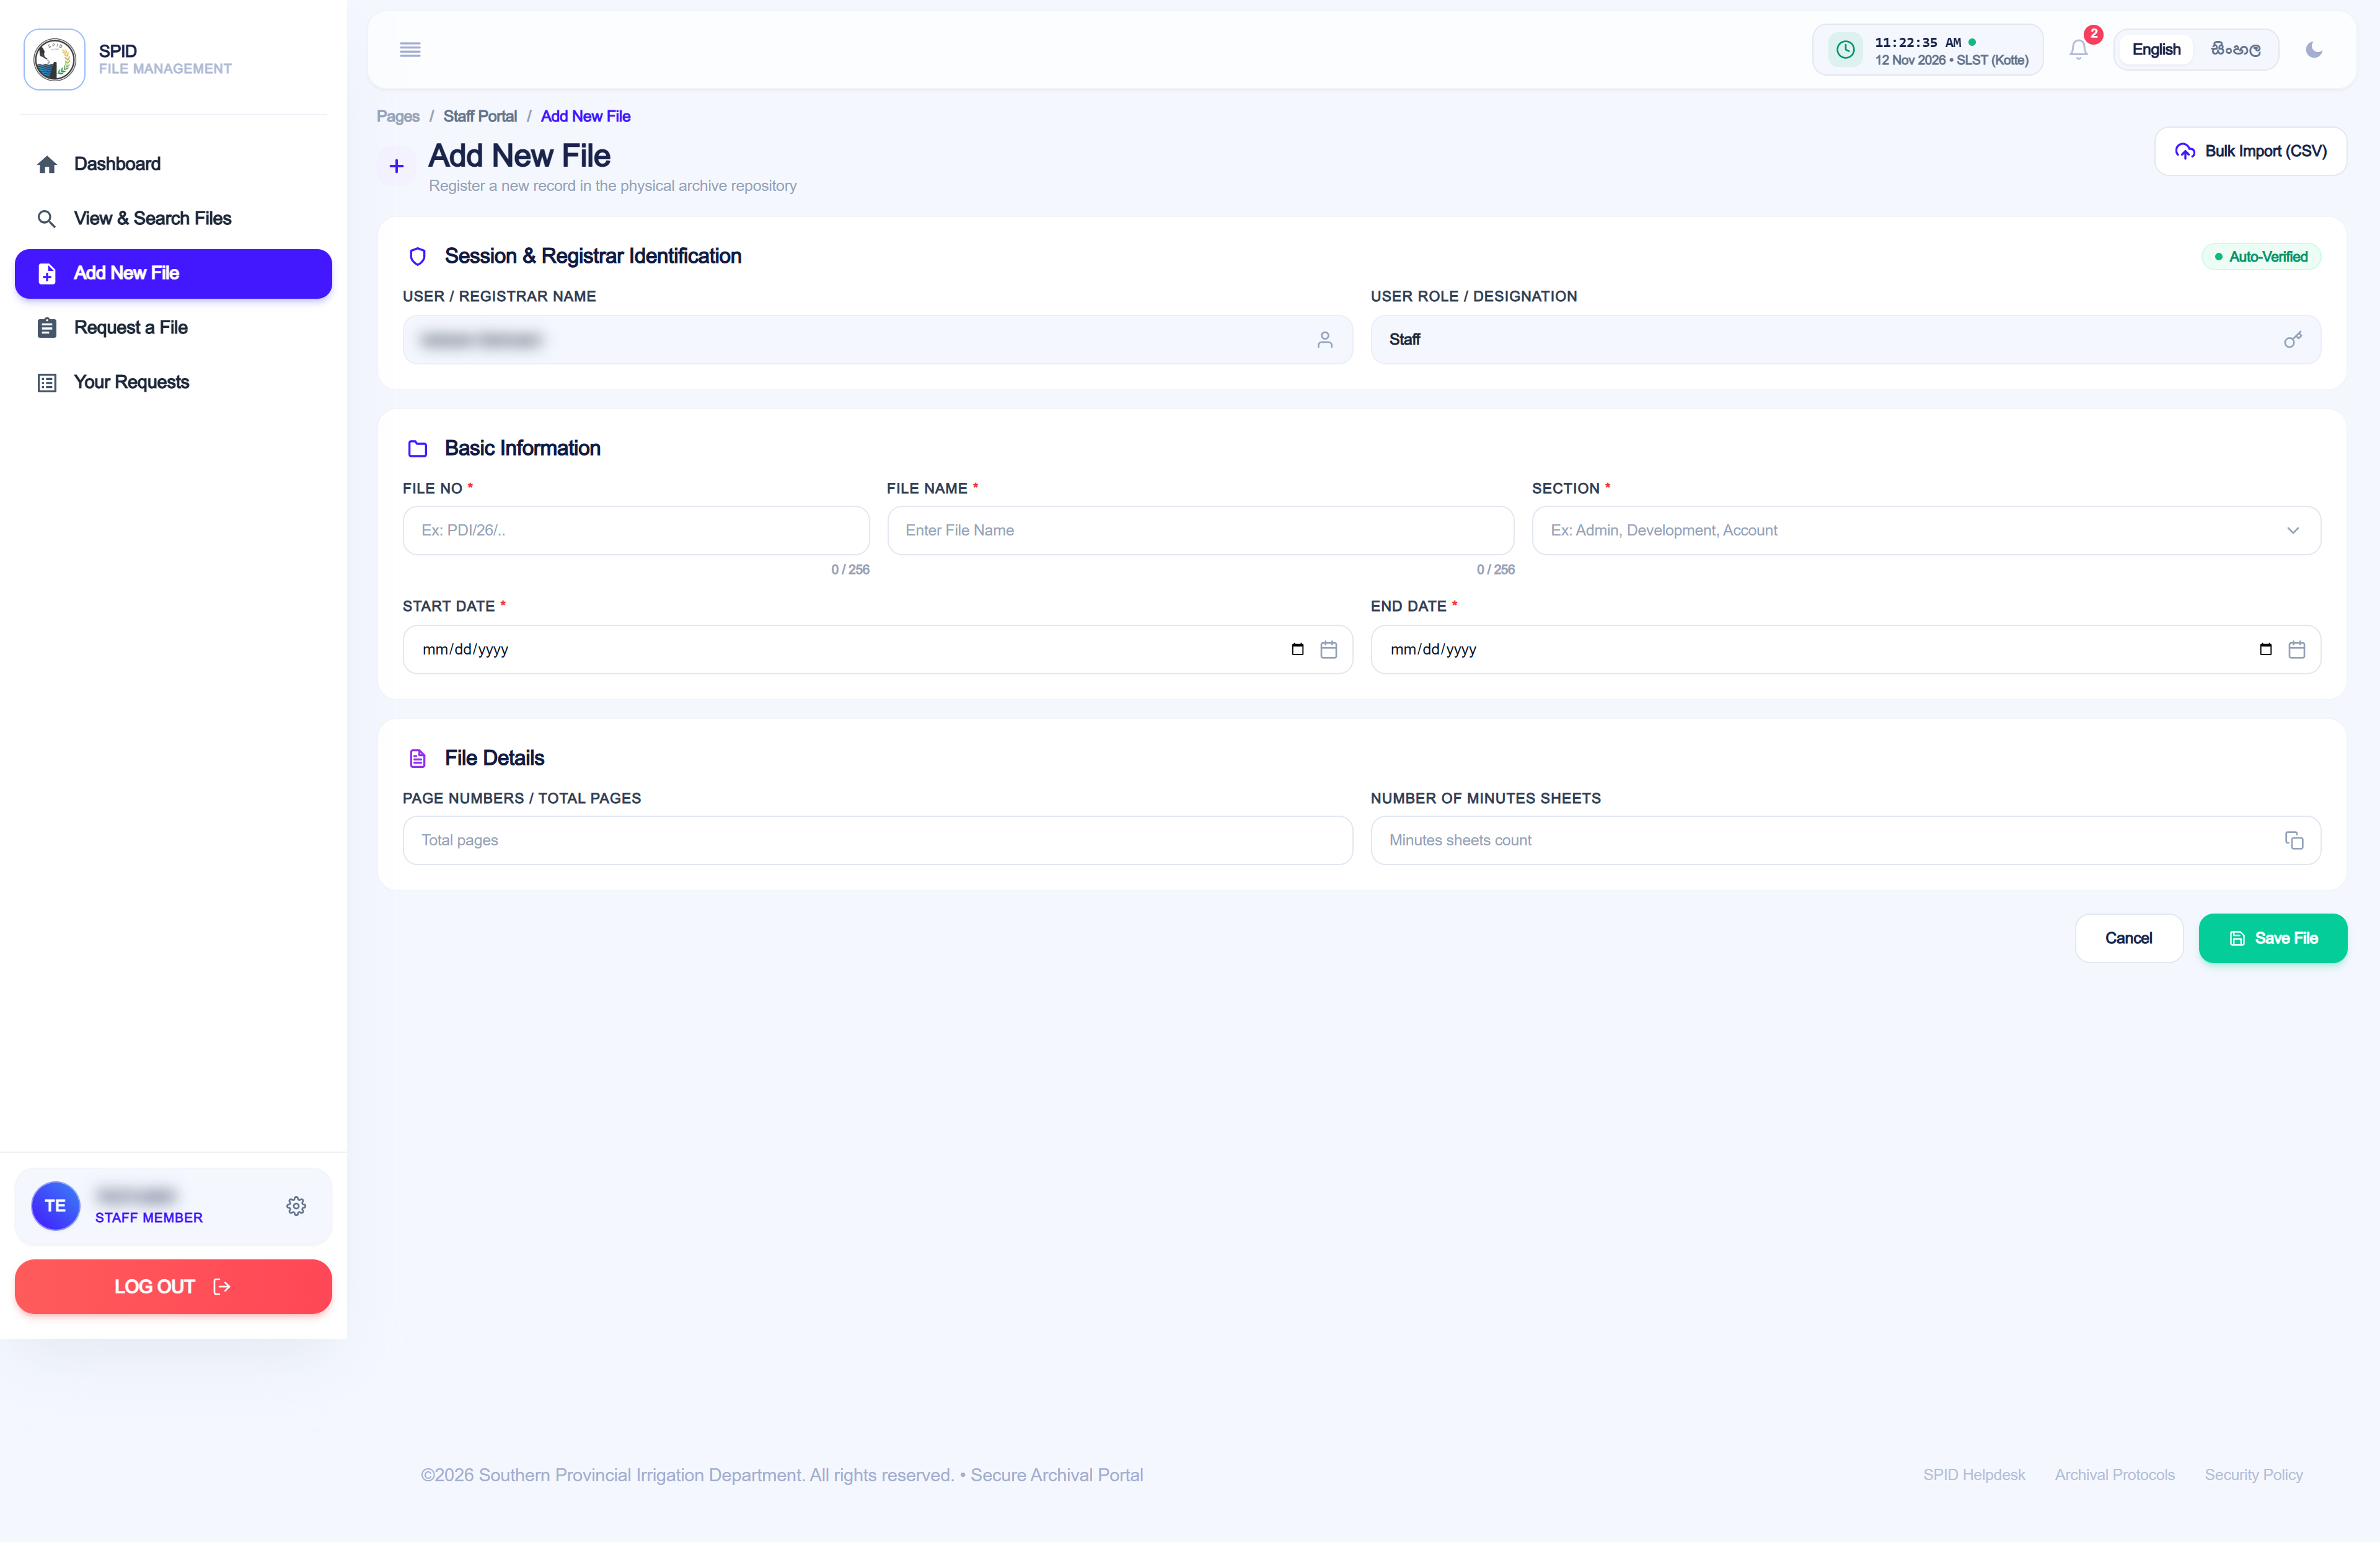 SPID
FILE MANAGEMENT
Dashboard
View & Search Files
Add New File
Request a File
Your Requests
TE
STAFF MEMBER
LOG OUT
11:22:35 AM
12 Nov 2026 • SLST (Kotte)
2
English
සිංහල
Pages / Staff Portal / Add New File
Add New File
Register a new record in the physical archive repository
Bulk Import (CSV)
Session & Registrar Identification
Auto-Verified
USER / REGISTRAR NAME
USER ROLE / DESIGNATION
Staff
Basic Information
FILE NO *
FILE NAME *
SECTION *
Ex: PDI/26/..
Enter File Name
Ex: Admin, Development, Account
0 / 256
0 / 256
START DATE *
END DATE *
mm/dd/yyyy
mm/dd/yyyy
File Details
PAGE NUMBERS / TOTAL PAGES
NUMBER OF MINUTES SHEETS
Total pages
Minutes sheets count
Cancel
Save File
©2026 Southern Provincial Irrigation Department. All rights reserved. • Secure Archival Portal
SPID Helpdesk
Archival Protocols
Security Policy